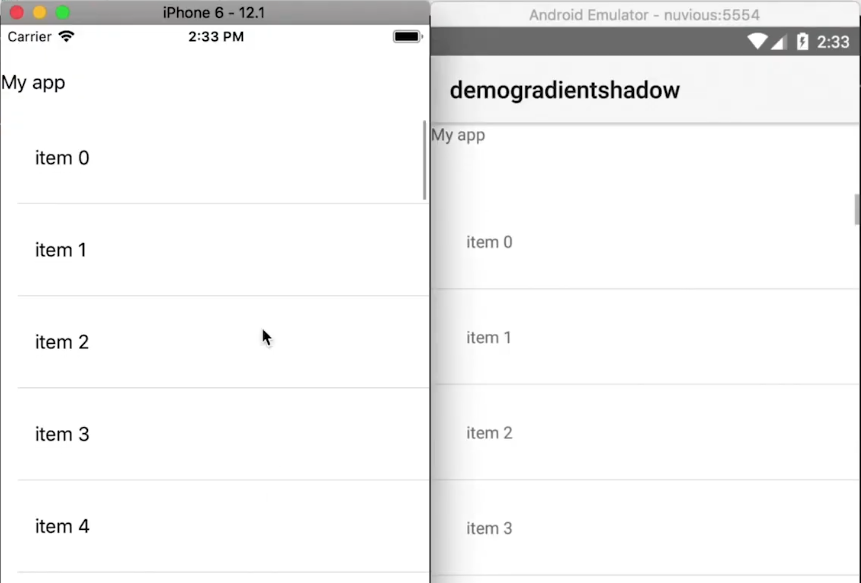 iPhone 6 - 12.1
Carrier 2:33 PM
My app
item 0
item 1
item 2
item 3
item 4
Android Emulator - nuvious:5554
2:33
demogradientshadow
My app
item 0
item 1
item 2
item 3